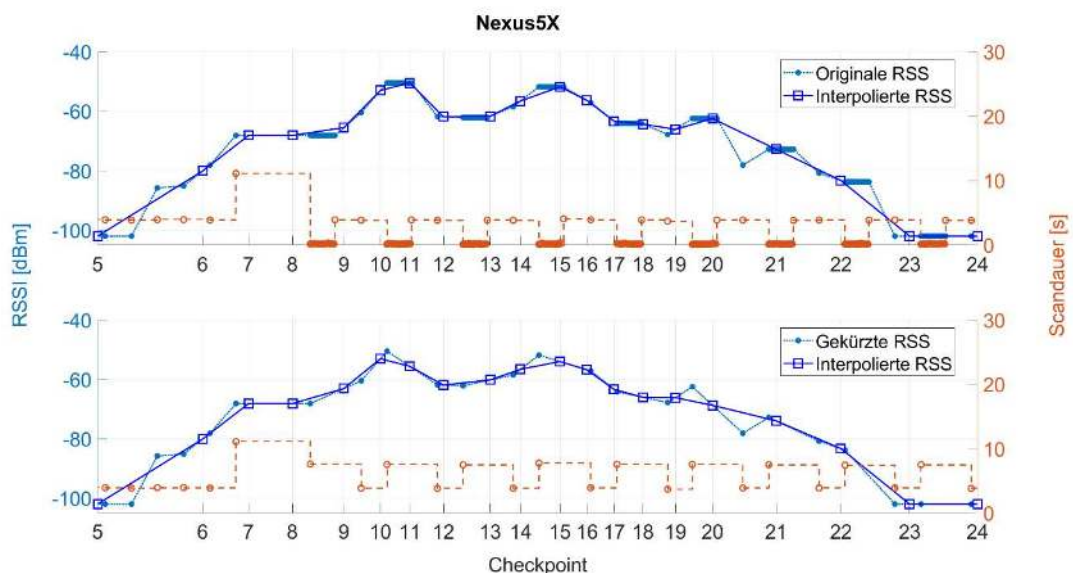 Nexus5X
-40
-60
-80
-100
30
20
10
0
Originale RSS
Interpolierte RSS
5 6 7 8 9 10 11 12 13 14 15 16 17 18 19 20 21 22 23 24
RSSI [dBm]
Scandauer [s]
-40
-60
-80
-100
30
20
10
0
Gekürzte RSS
Interpolierte RSS
5 6 7 8 9 10 11 12 13 14 15 16 17 18 19 20 21 22 23 24
Checkpoint